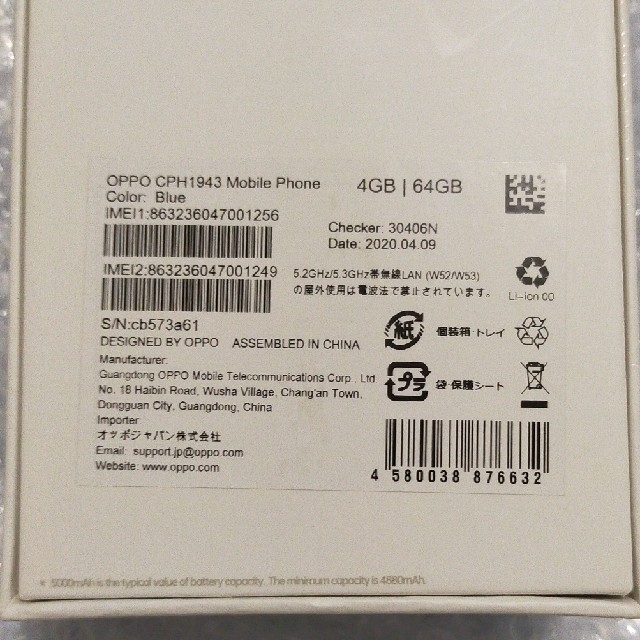 OPPO CPH1943 Mobile Phone 4GB | 64GB
Color: Blue
IMEI1:863236047001256
Checker: 30406N
Date: 2020.04.09
IMEI2:863236047001249
5.2GHz/5.3GHz帯無線LAN (W52/W53)
の屋外使用は電波法で禁止されています。
Li-ion 00
S/N:cb573a61
DESIGNED BY OPPO ASSEMBLED IN CHINA
紙 個装箱・トレイ
プラ 袋・保護シート
Manufacturer:
Guangdong OPPO Mobile Telecommunications Corp., Ltd
No. 18 Haibin Road, Wusha Village, Chang'an Town,
Dongguan City, Guangdong, China
Importer
オッポジャパン株式会社
Email: support.jp@oppo.com
Website: www.oppo.com
4 580038 876632
* 5000mAh is the typical value of battery capacity. The minimum capacity is 4880mAh.